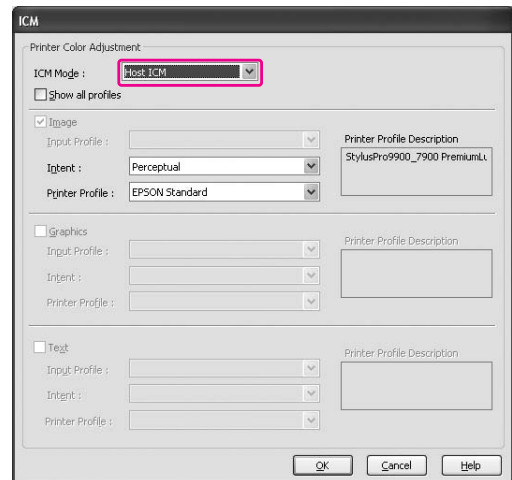 ICM
Printer Color Adjustment
ICM Mode : Host ICM
Show all profiles
Image
Input Profile :
Printer Profile Description
Intent : Perceptual
StylusPro9900_7900 PremiumLu
Printer Profile : EPSON Standard
Graphics
Input Profile :
Printer Profile Description
Intent :
Printer Profile :
Text
Input Profile :
Printer Profile Description
Intent :
Printer Profile :
OK Cancel Help